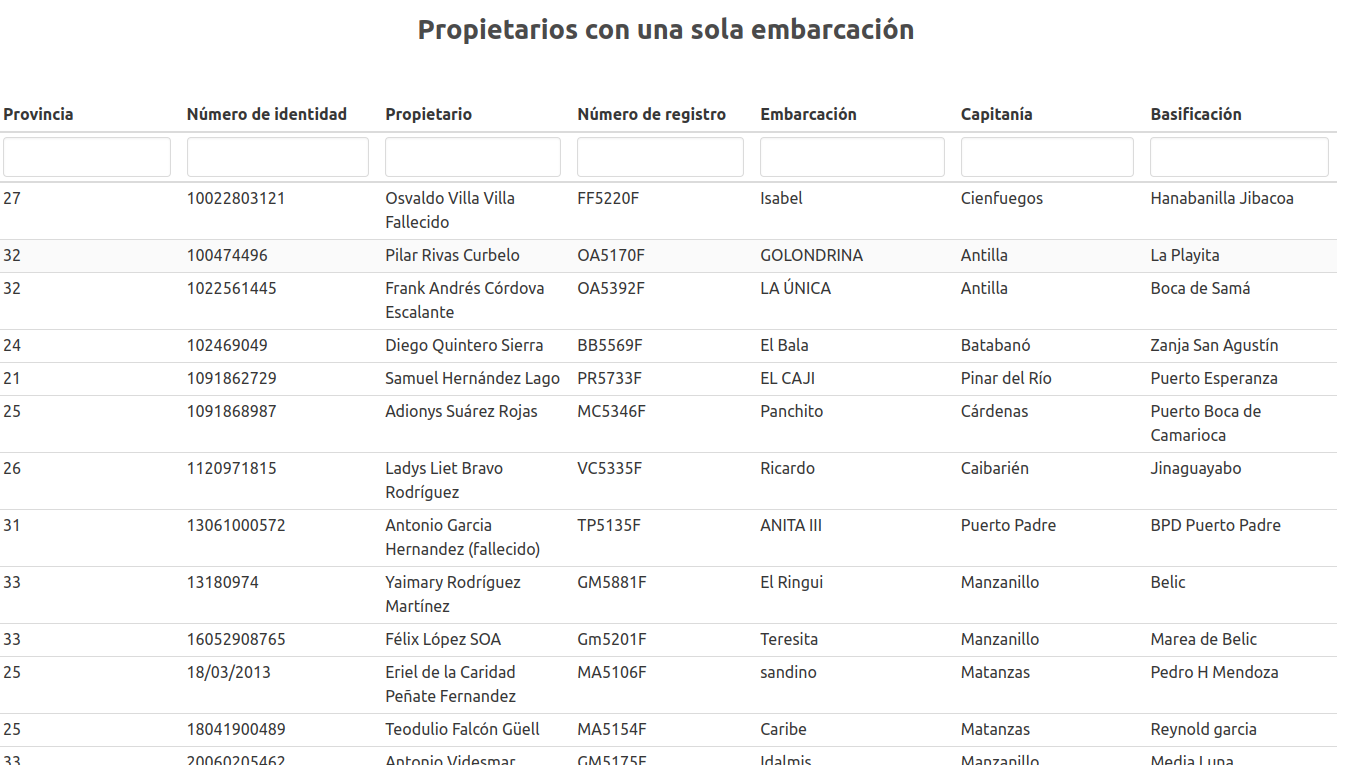 Propietarios con una sola embarcación
Provincia Número de identidad Propietario Número de registro Embarcación Capitanía Basificación
27 10022803121 Osvaldo Villa Villa FF5220F Isabel Cienfuegos Hanabanilla Jibacoa
Fallecido
32 100474496 Pilar Rivas Curbelo OA5170F GOLONDRINA Antilla La Playita
32 1022561445 Frank Andrés Córdova OA5392F LA ÚNICA Antilla Boca de Samá
Escalante
24 102469049 Diego Quintero Sierra BB5569F El Bala Batabanó Zanja San Agustín
21 1091862729 Samuel Hernández Lago PR5733F EL CAJI Pinar del Río Puerto Esperanza
25 1091868987 Adionys Suárez Rojas MC5346F Panchito Cárdenas Puerto Boca de
Camarioca
26 1120971815 Ladys Liet Bravo VC5335F Ricardo Caibarién Jinaguayabo
Rodríguez
31 13061000572 Antonio Garcia TP5135F ANITA III Puerto Padre BPD Puerto Padre
Hernandez (fallecido)
33 13180974 Yaimary Rodríguez GM5881F El Ringui Manzanillo Belic
Martínez
33 16052908765 Félix López SOA Gm5201F Teresita Manzanillo Marea de Belic
25 18/03/2013 Eriel de la Caridad MA5106F sandino Matanzas Pedro H Mendoza
Peñate Fernandez
25 18041900489 Teodulio Falcón Güell MA5154F Caribe Matanzas Reynold garcia
33 20060205462 Antonio Videsmar GM5175F Idalmis Manzanillo Media Luna